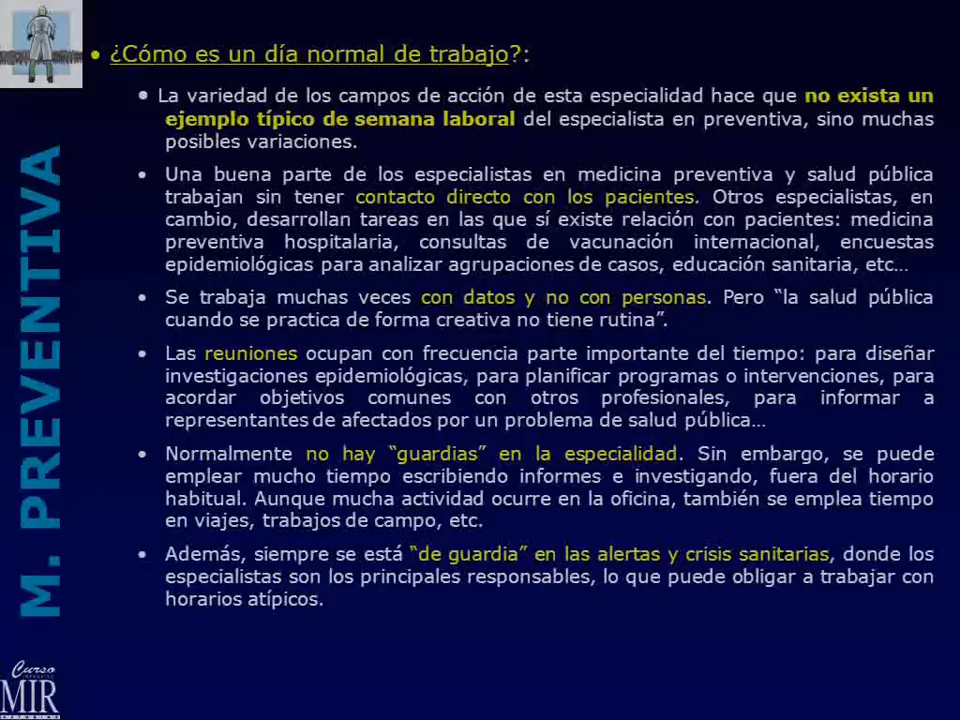 ¿Cómo es un día normal de trabajo?:
La variedad de los campos de acción de esta especialidad hace que no exista un
ejemplo típico de semana laboral del especialista en preventiva, sino muchas
posibles variaciones.
Una buena parte de los especialistas en medicina preventiva y salud pública
trabajan sin tener contacto directo con los pacientes. Otros especialistas, en
cambio, desarrollan tareas en las que sí existe relación con pacientes: medicina
preventiva hospitalaria, consultas de vacunación internacional, encuestas
epidemiológicas para analizar agrupaciones de casos, educación sanitaria, etc…
Se trabaja muchas veces con datos y no con personas. Pero “la salud pública
cuando se practica de forma creativa no tiene rutina”.
Las reuniones ocupan con frecuencia parte importante del tiempo: para diseñar
investigaciones epidemiológicas, para planificar programas o intervenciones, para
acordar objetivos comunes con otros profesionales, para informar a
representantes de afectados por un problema de salud pública…
Normalmente no hay “guardias” en la especialidad. Sin embargo, se puede
emplear mucho tiempo escribiendo informes e investigando, fuera del horario
habitual. Aunque mucha actividad ocurre en la oficina, también se emplea tiempo
en viajes, trabajos de campo, etc.
Además, siempre se está “de guardia” en las alertas y crisis sanitarias, donde los
especialistas son los principales responsables, lo que puede obligar a trabajar con
horarios atípicos.
M. PREVENTIVA
Curso
MIR